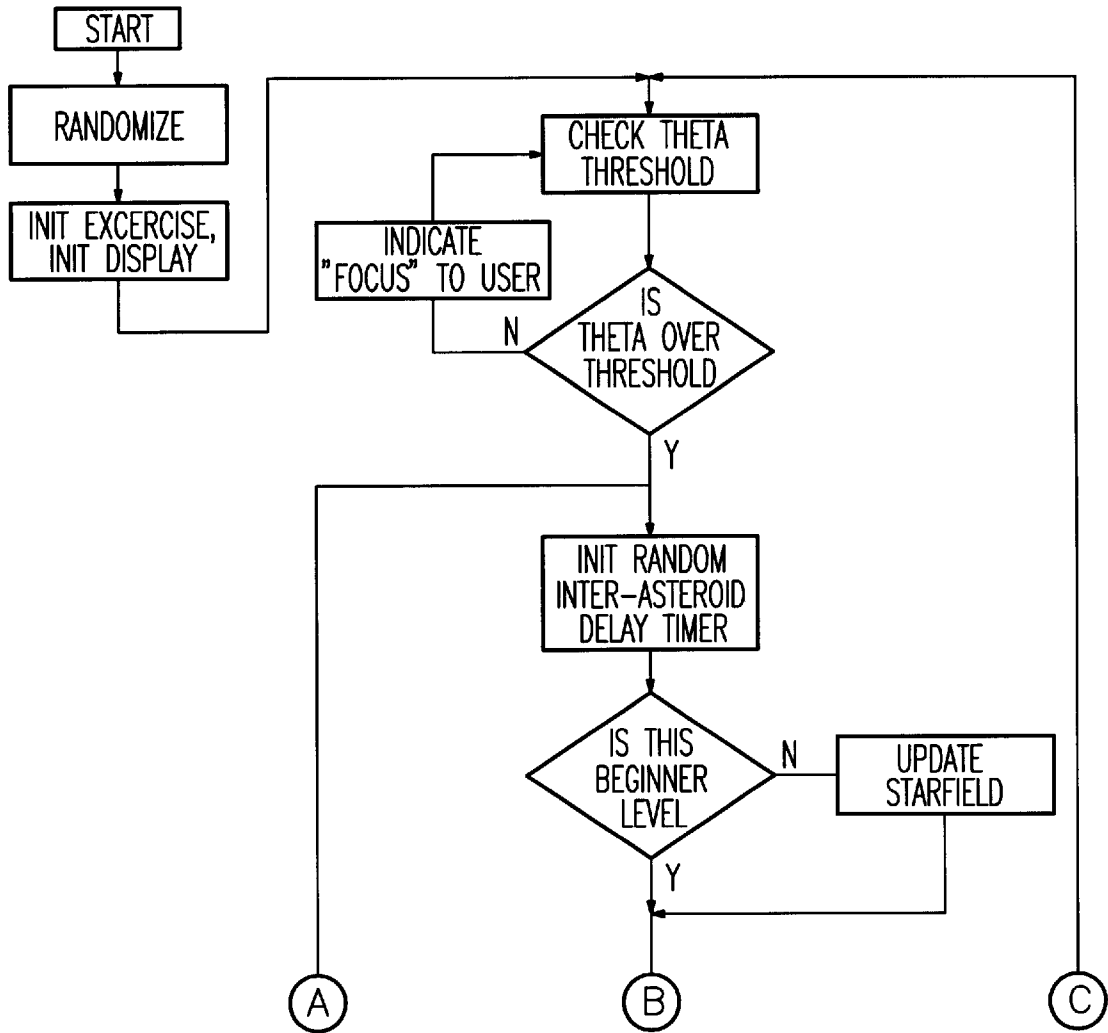 START
RANDOMIZE
INIT EXCERCISE,
INIT DISPLAY
CHECK THETA
THRESHOLD
INDICATE
"FOCUS" TO USER
IS
THETA OVER
THRESHOLD
N
Y
INIT RANDOM
INTER-ASTEROID
DELAY TIMER
IS THIS
BEGINNER
LEVEL
N
UPDATE
STARFIELD
Y
A
B
C